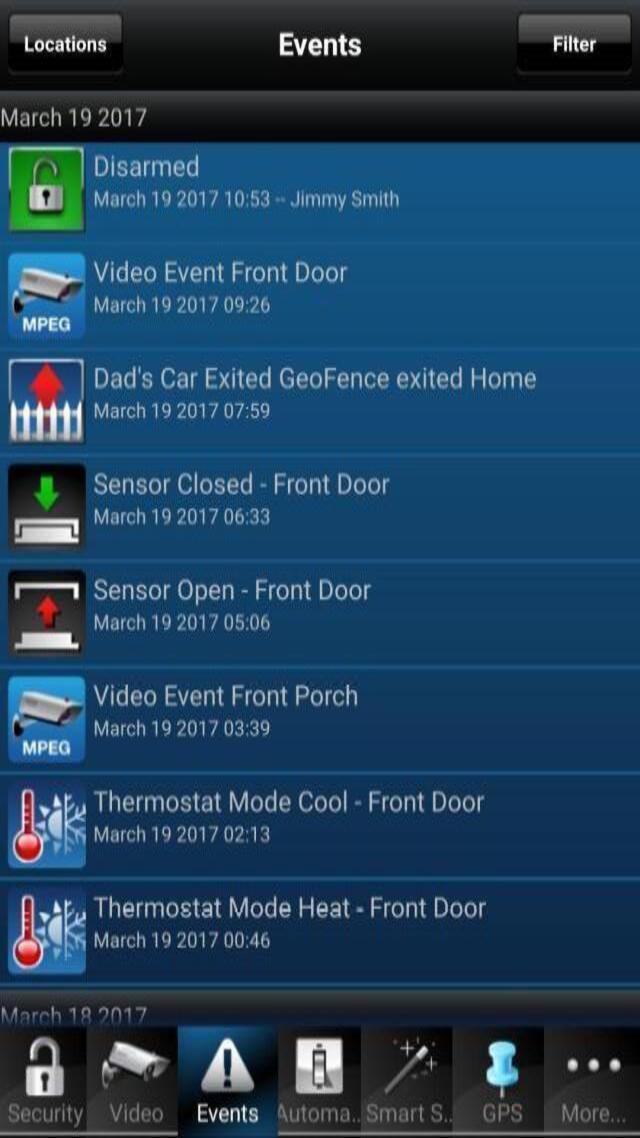 Locations
Events
Filter
March 19 2017
Disarmed
March 19 2017 10:53 -- Jimmy Smith
Video Event Front Door
March 19 2017 09:26
MPEG
Dad's Car Exited GeoFence exited Home
March 19 2017 07:59
Sensor Closed - Front Door
March 19 2017 06:33
Sensor Open - Front Door
March 19 2017 05:06
Video Event Front Porch
March 19 2017 03:39
MPEG
Thermostat Mode Cool - Front Door
March 19 2017 02:13
Thermostat Mode Heat - Front Door
March 19 2017 00:46
March 18 2017
Security
Video
Events
Automa..
Smart S..
GPS
More...